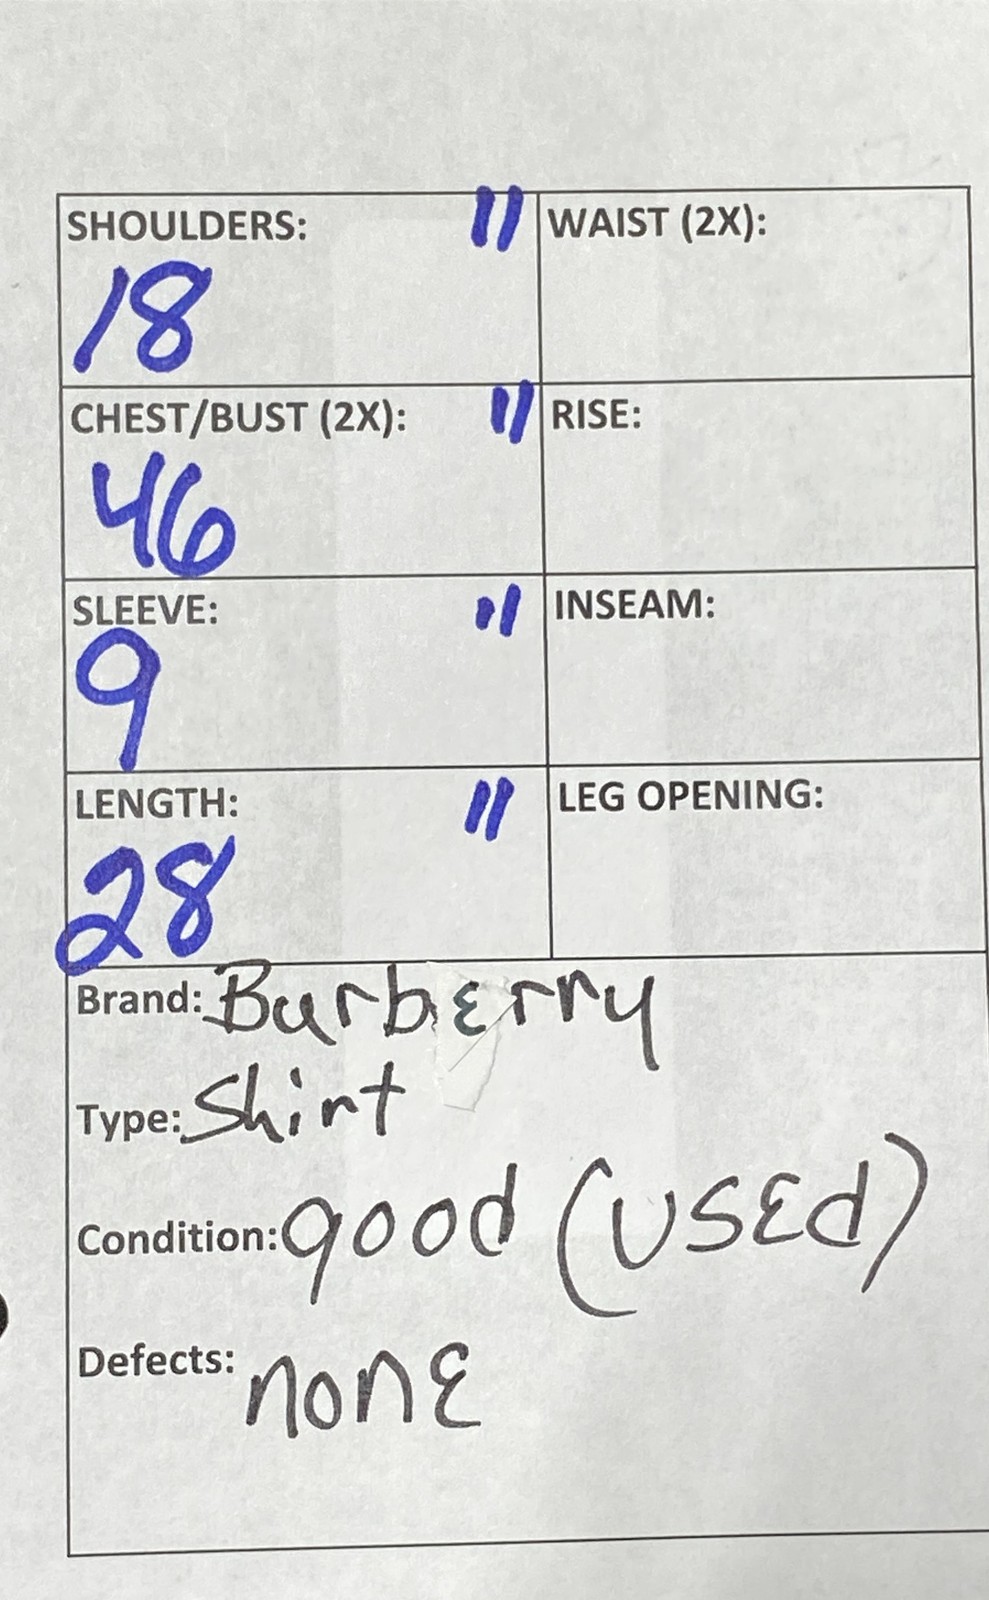 SHOULDERS: " WAIST (2X):
18
CHEST/BUST (2X): " RISE:
46
SLEEVE: " INSEAM:
9
LENGTH: " LEG OPENING:
28
Brand: Burberry
Type: Shirt
Condition: good (USEd)
Defects: nonE